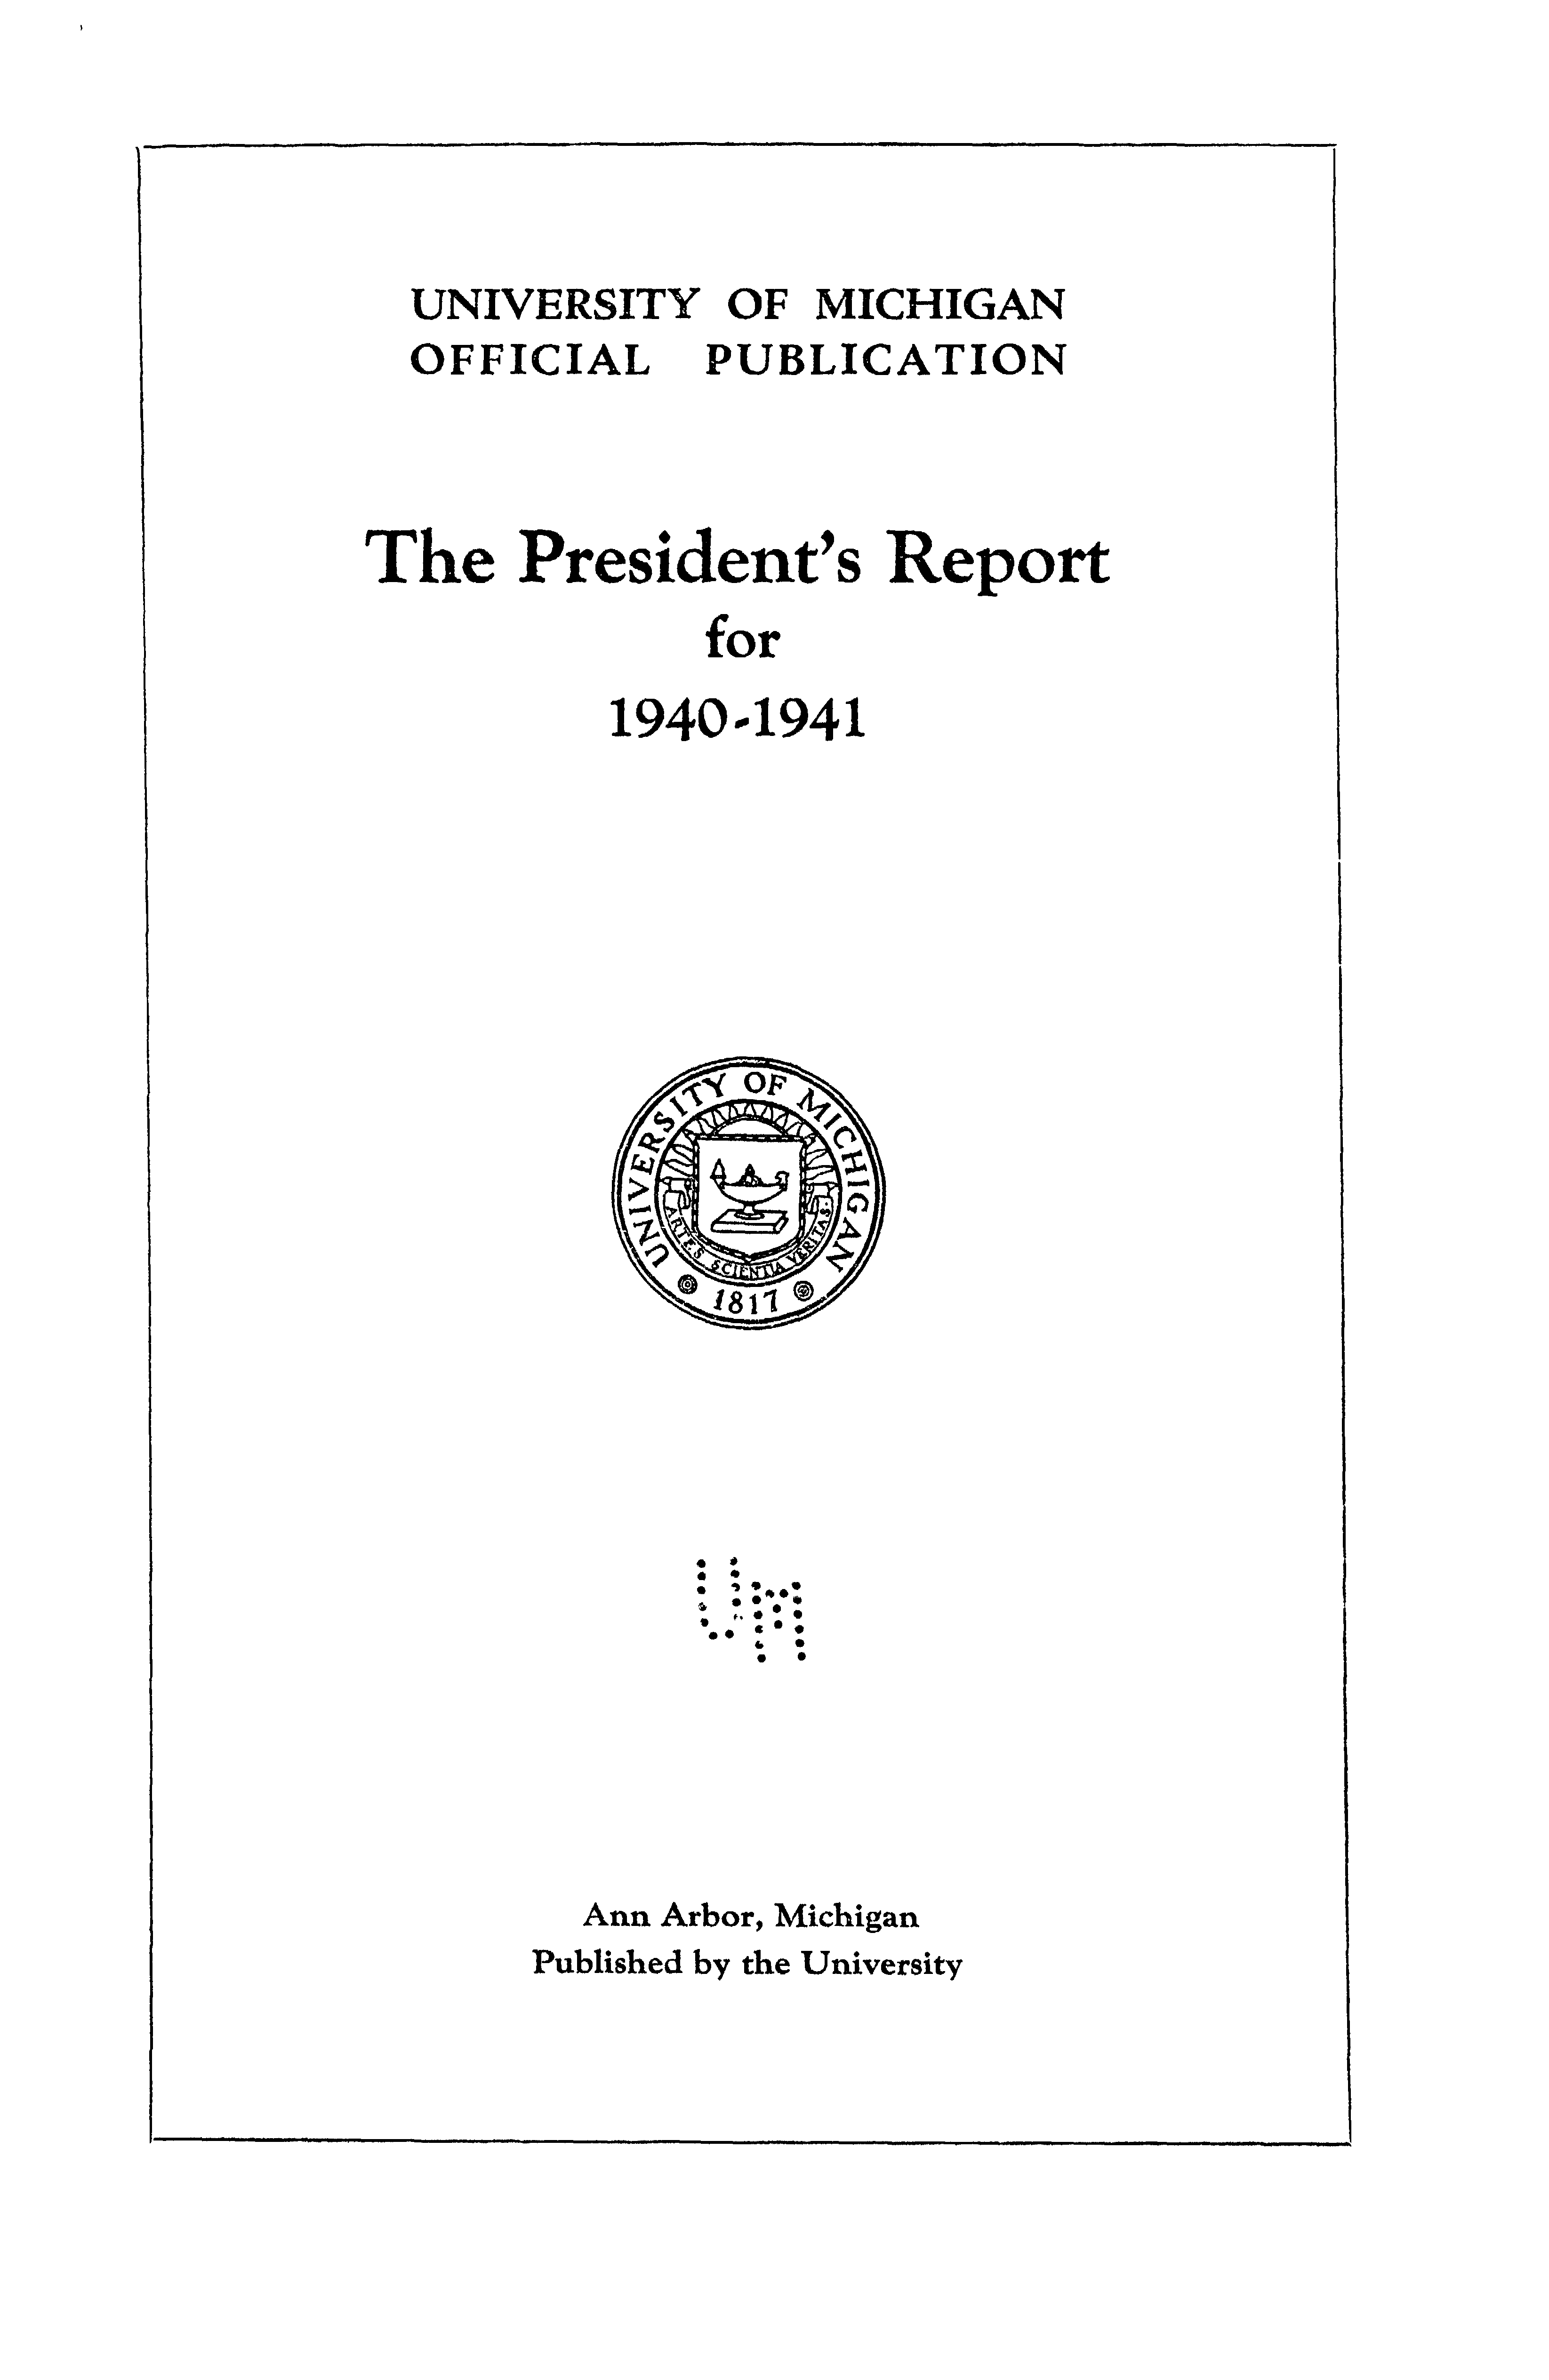 UNIVERSITY OF MICHIGAN
OFFICIAL PUBLICATION
The President's Report
for
1940-1941
UNIVERSITY OF MICHIGAN
ARTES SCIENTIA VERITAS
1817
UM
Ann Arbor, Michigan
Published by the University